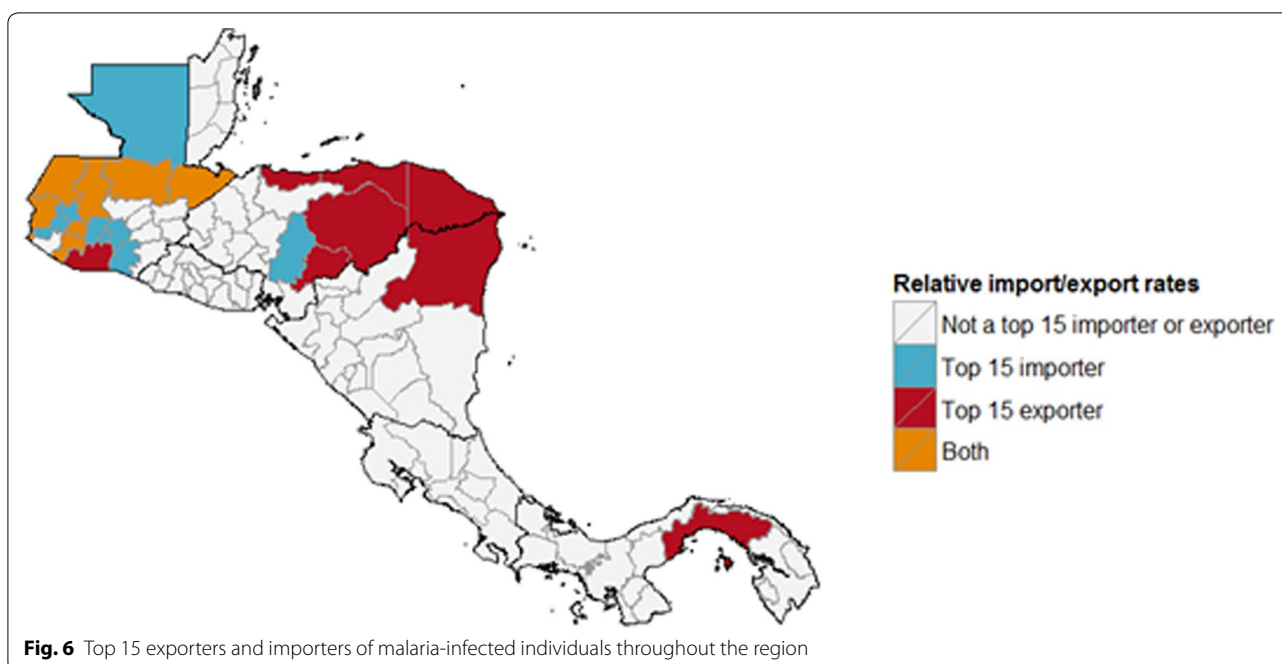 Relative import/export rates
Not a top 15 importer or exporter
Top 15 importer
Top 15 exporter
Both
Fig. 6 Top 15 exporters and importers of malaria-infected individuals throughout the region